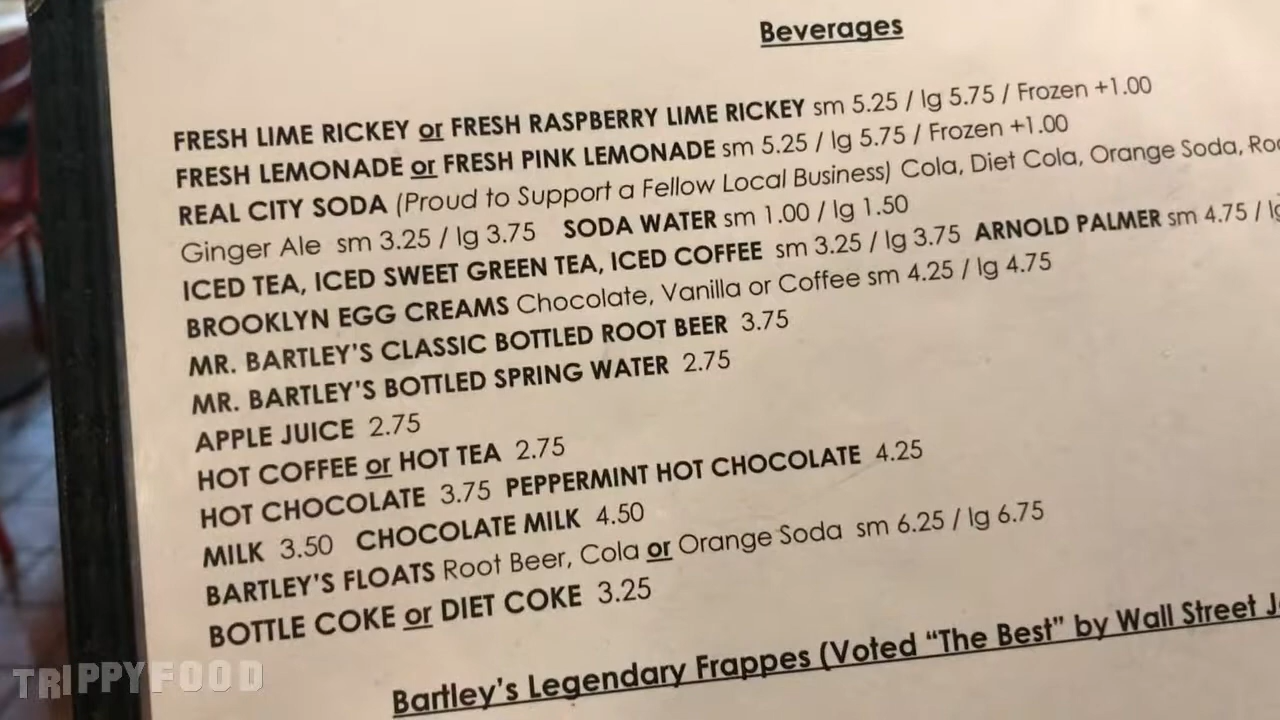 Beverages
FRESH LIME RICKEY or FRESH RASPBERRY LIME RICKEY sm 5.25 / lg 5.75 / Frozen +1.00
FRESH LEMONADE or FRESH PINK LEMONADE sm 5.25 / lg 5.75 / Frozen +1.00
REAL CITY SODA (Proud to Support a Fellow Local Business) Cola, Diet Cola, Orange Soda,
Ginger Ale sm 3.25 / lg 3.75 SODA WATER sm 1.00 / lg 1.50
ICED TEA, ICED SWEET GREEN TEA, ICED COFFEE sm 3.25 / lg 3.75 ARNOLD PALMER sm 4.75 / lg
BROOKLYN EGG CREAMS Chocolate, Vanilla or Coffee sm 4.25 / lg 4.75
MR. BARTLEY'S CLASSIC BOTTLED ROOT BEER 3.75
MR. BARTLEY'S BOTTLED SPRING WATER 2.75
APPLE JUICE 2.75
HOT COFFEE or HOT TEA 2.75
HOT CHOCOLATE 3.75 PEPPERMINT HOT CHOCOLATE 4.25
MILK 3.50 CHOCOLATE MILK 4.50
BARTLEY'S FLOATS Root Beer, Cola or Orange Soda sm 6.25 / lg 6.75
BOTTLE COKE or DIET COKE 3.25
Bartley's Legendary Frappes (Voted "The Best" by Wall Street
TRIPPYFOOD